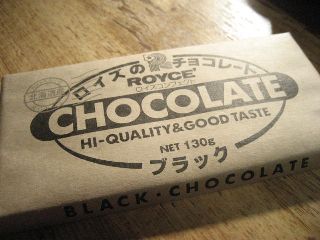 ロイズのチョコレート
ROYCE'
ロイズコンフェクト
CHOCOLATE
HI-QUALITY&GOOD TASTE
NET 130g
ブラック
BLACK・CHOCOLATE